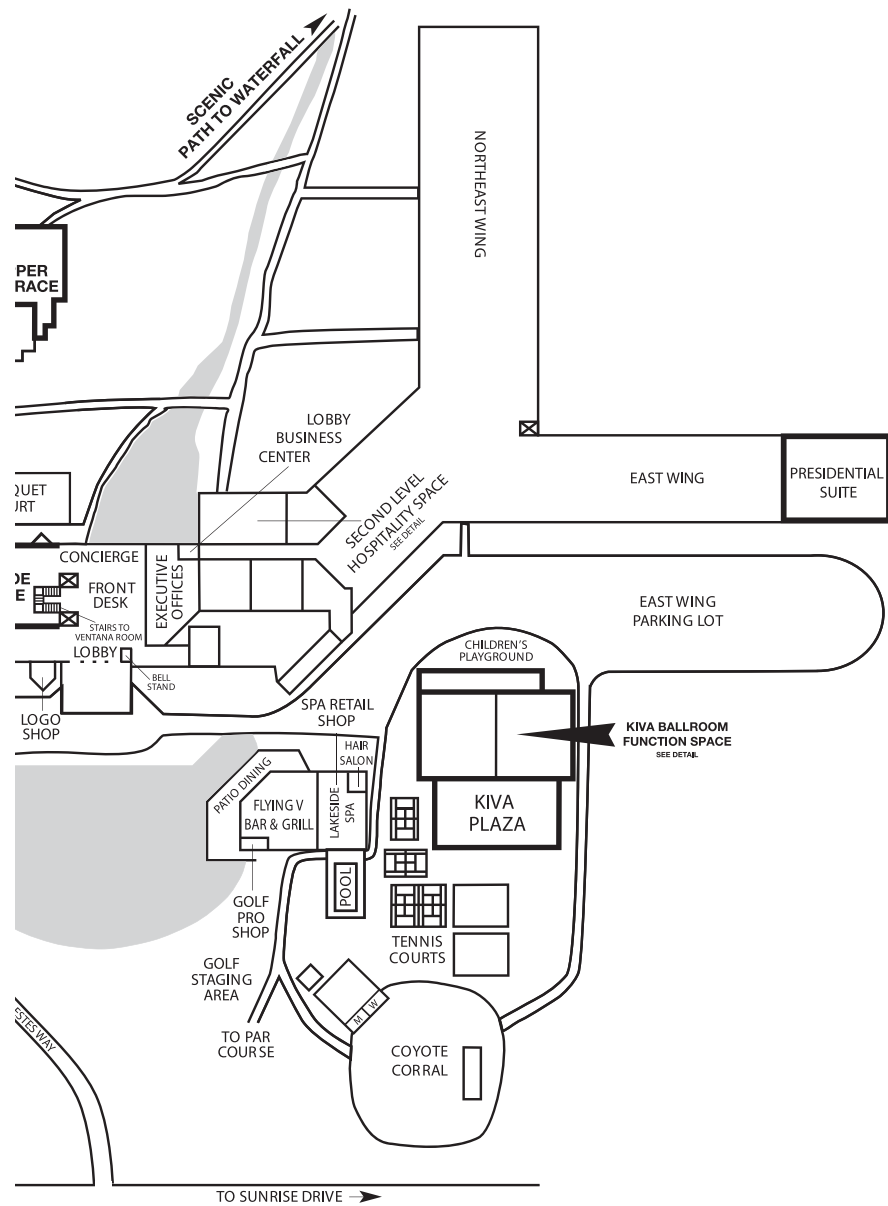 SCENIC
PATH TO WATERFALL
NORTHEAST WING
PER
RACE
LOBBY
BUSINESS
CENTER
SECOND LEVEL
HOSPITALITY SPACE
SEE DETAIL
EAST WING
PRESIDENTIAL
SUITE
QUET
URT
CONCIERGE
DE
E
FRONT
DESK
EXECUTIVE
OFFICES
STAIRS TO
VENTANA ROOM
LOBBY
BELL
STAND
LOGO
SHOP
EAST WING
PARKING LOT
CHILDREN'S
PLAYGROUND
SPA RETAIL
SHOP
HAIR
SALON
KIVA BALLROOM
FUNCTION SPACE
SEE DETAIL
PATIO DINING
FLYING V
BAR & GRILL
LAKESIDE
SPA
KIVA
PLAZA
POOL
GOLF
PRO
SHOP
TENNIS
COURTS
GOLF
STAGING
AREA
M W
TO PAR
COURSE
COYOTE
CORRAL
ESTES WAY
TO SUNRISE DRIVE